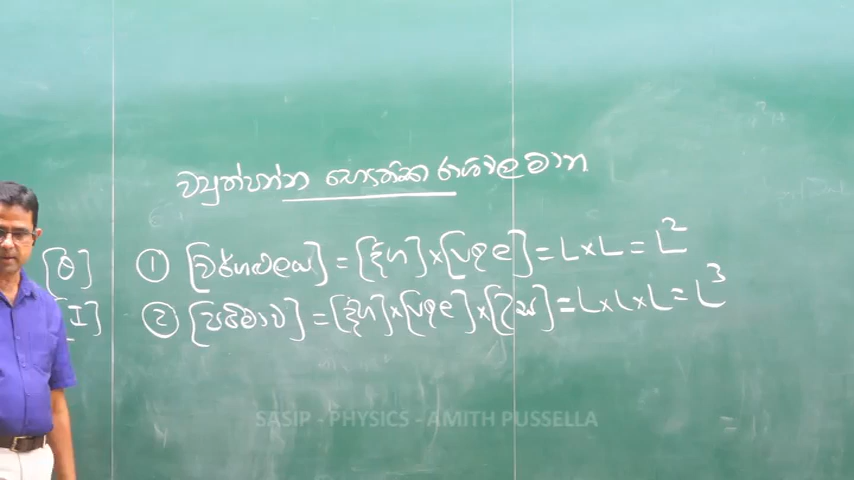 ව්‍යුත්පන්න භෞතික රාශිවල මාන
[θ] ① [වර්ගඵලය] = [දිග] × [පළල] = L × L = L²
[I] ② [පරිමාව] = [දිග] × [පළල] × [උස] = L × L × L = L³
SASIP - PHYSICS - AMITH PUSSELLA